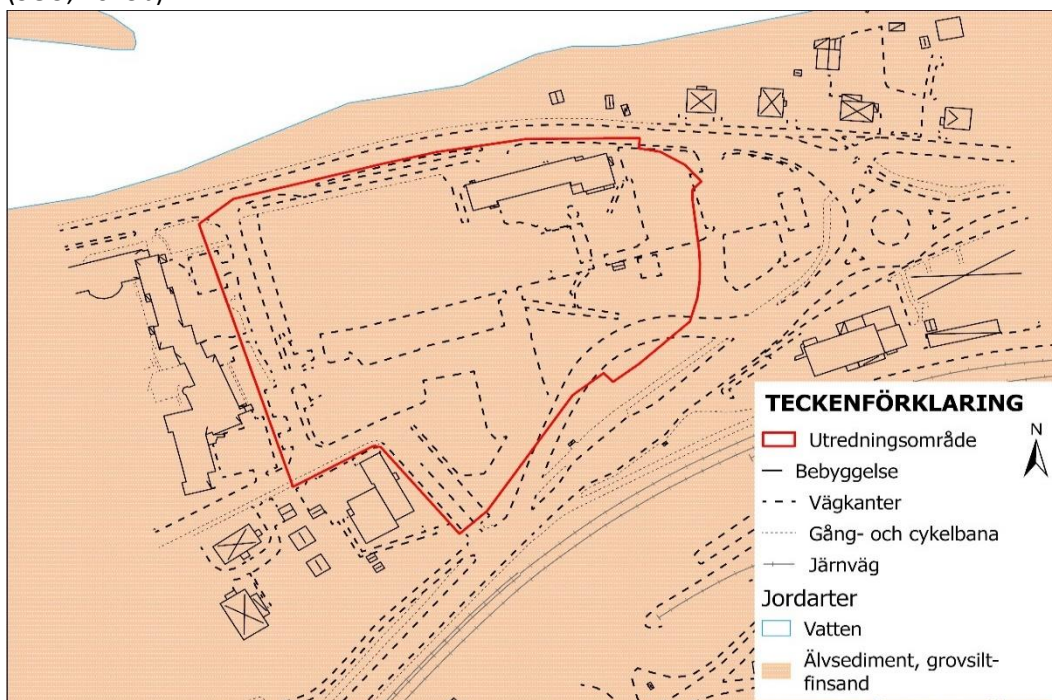 TECKENFÖRKLARING
N
Utredningsområde
Bebyggelse
Vägkanter
Gång- och cykelbana
Järnväg
Jordarter
Vatten
Älvsediment, grovsilt-
finsand